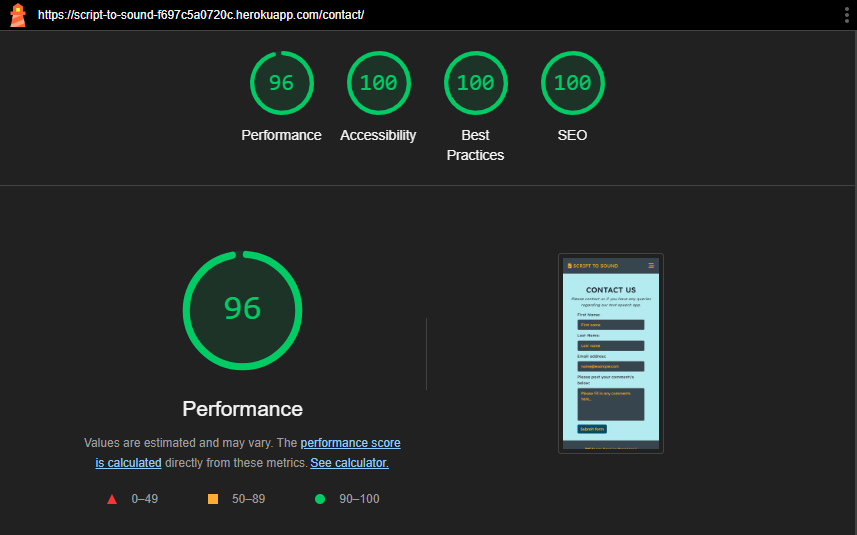 https://script-to-sound-f697c5a0720c.herokuapp.com/contact/
96 100 100 100
Performance Accessibility Best Practices SEO
96
Performance
Values are estimated and may vary. The performance score
is calculated directly from these metrics. See calculator.
0–49 50–89 90–100
SCRIPT TO SOUND
CONTACT US
Please contact us if you have any queries
regarding our text speech app.
First Name:
First name
Last Name:
Last name
Email address:
name@example.com
Please post your comment/s
below:
Please fill in any comments
here...
Submit Form